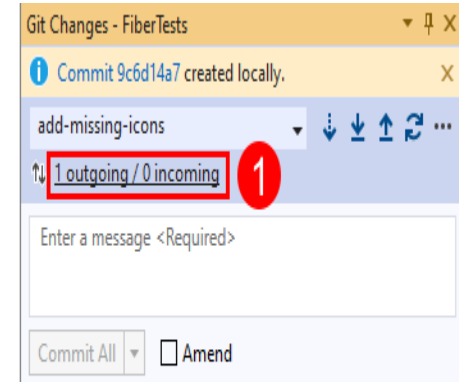 Git Changes - FiberTests
Commit 9c6d14a7 created locally.
add-missing-icons
1 outgoing / 0 incoming
1
Enter a message <Required>
Commit All
Amend